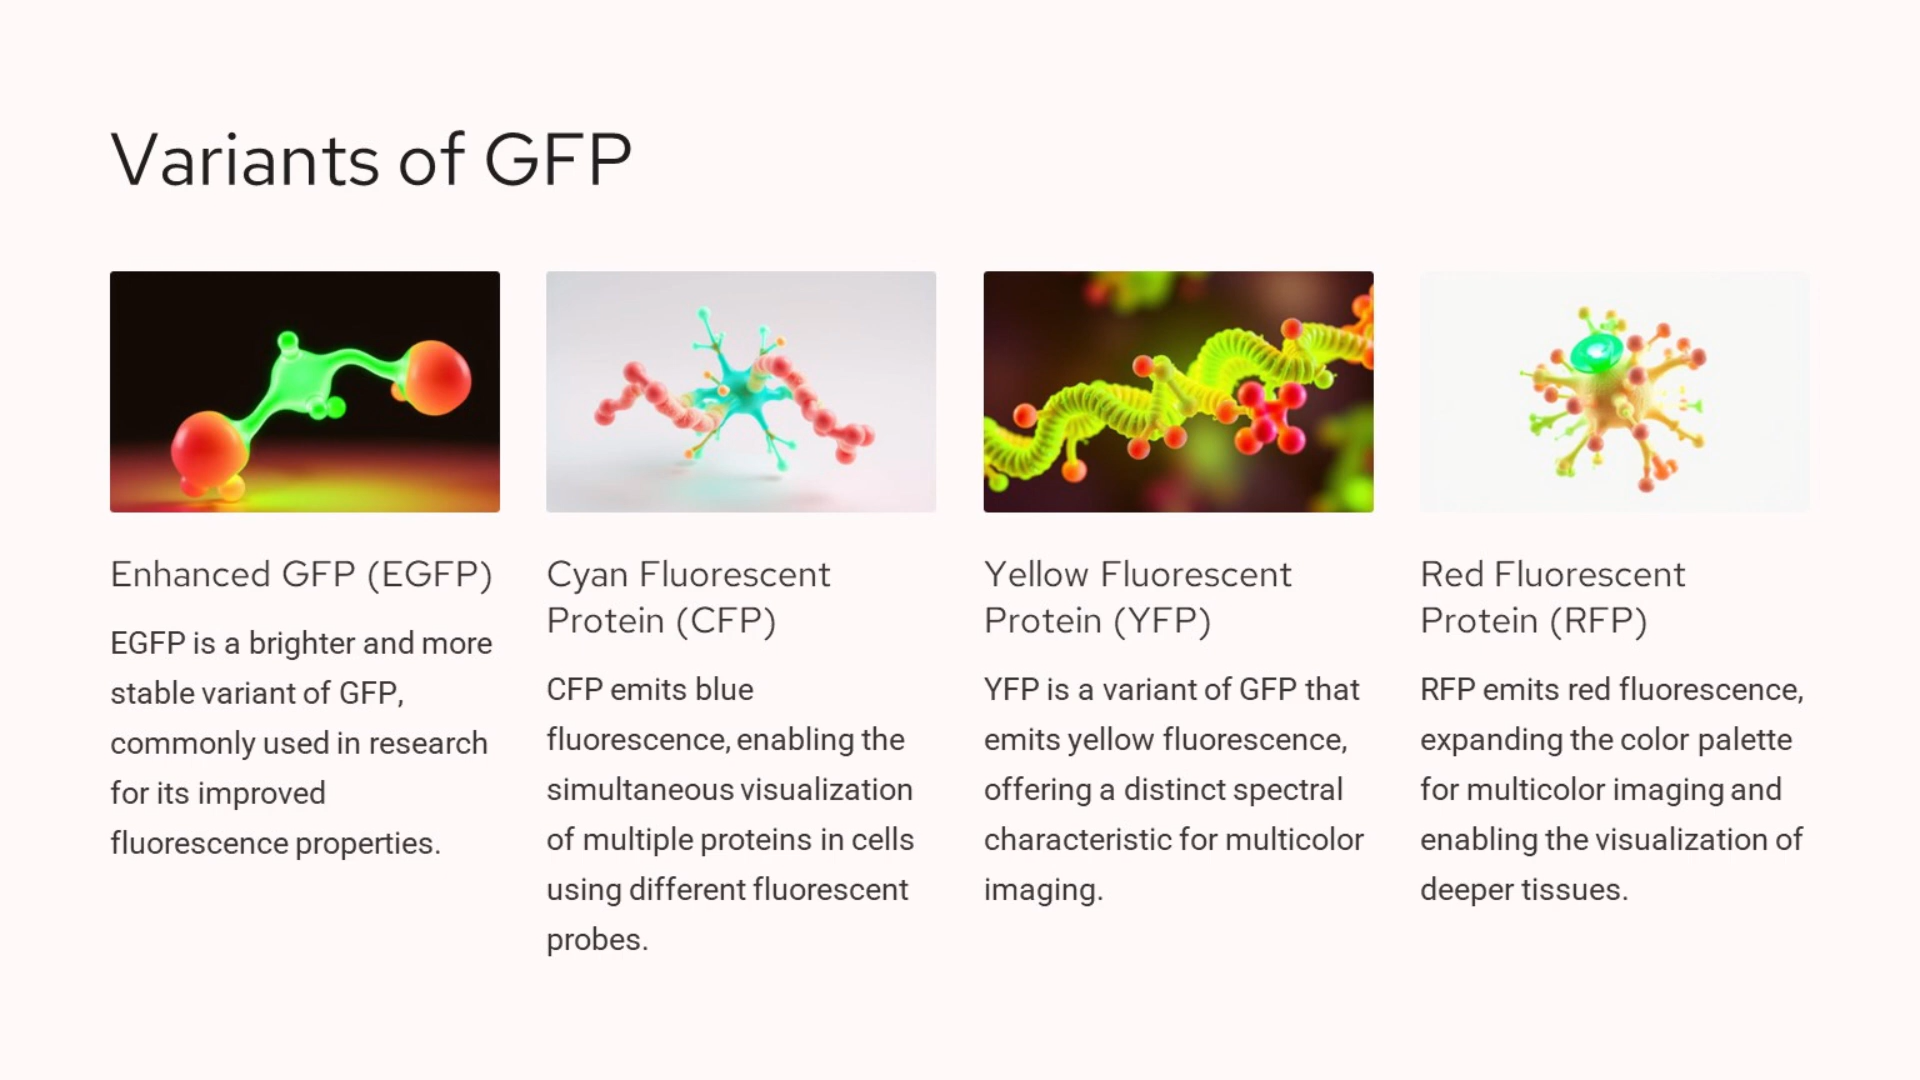 Variants of GFP
Enhanced GFP (EGFP)
EGFP is a brighter and more
stable variant of GFP,
commonly used in research
for its improved
fluorescence properties.
Cyan Fluorescent
Protein (CFP)
CFP emits blue
fluorescence, enabling the
simultaneous visualization
of multiple proteins in cells
using different fluorescent
probes.
Yellow Fluorescent
Protein (YFP)
YFP is a variant of GFP that
emits yellow fluorescence,
offering a distinct spectral
characteristic for multicolor
imaging.
Red Fluorescent
Protein (RFP)
RFP emits red fluorescence,
expanding the color palette
for multicolor imaging and
enabling the visualization of
deeper tissues.